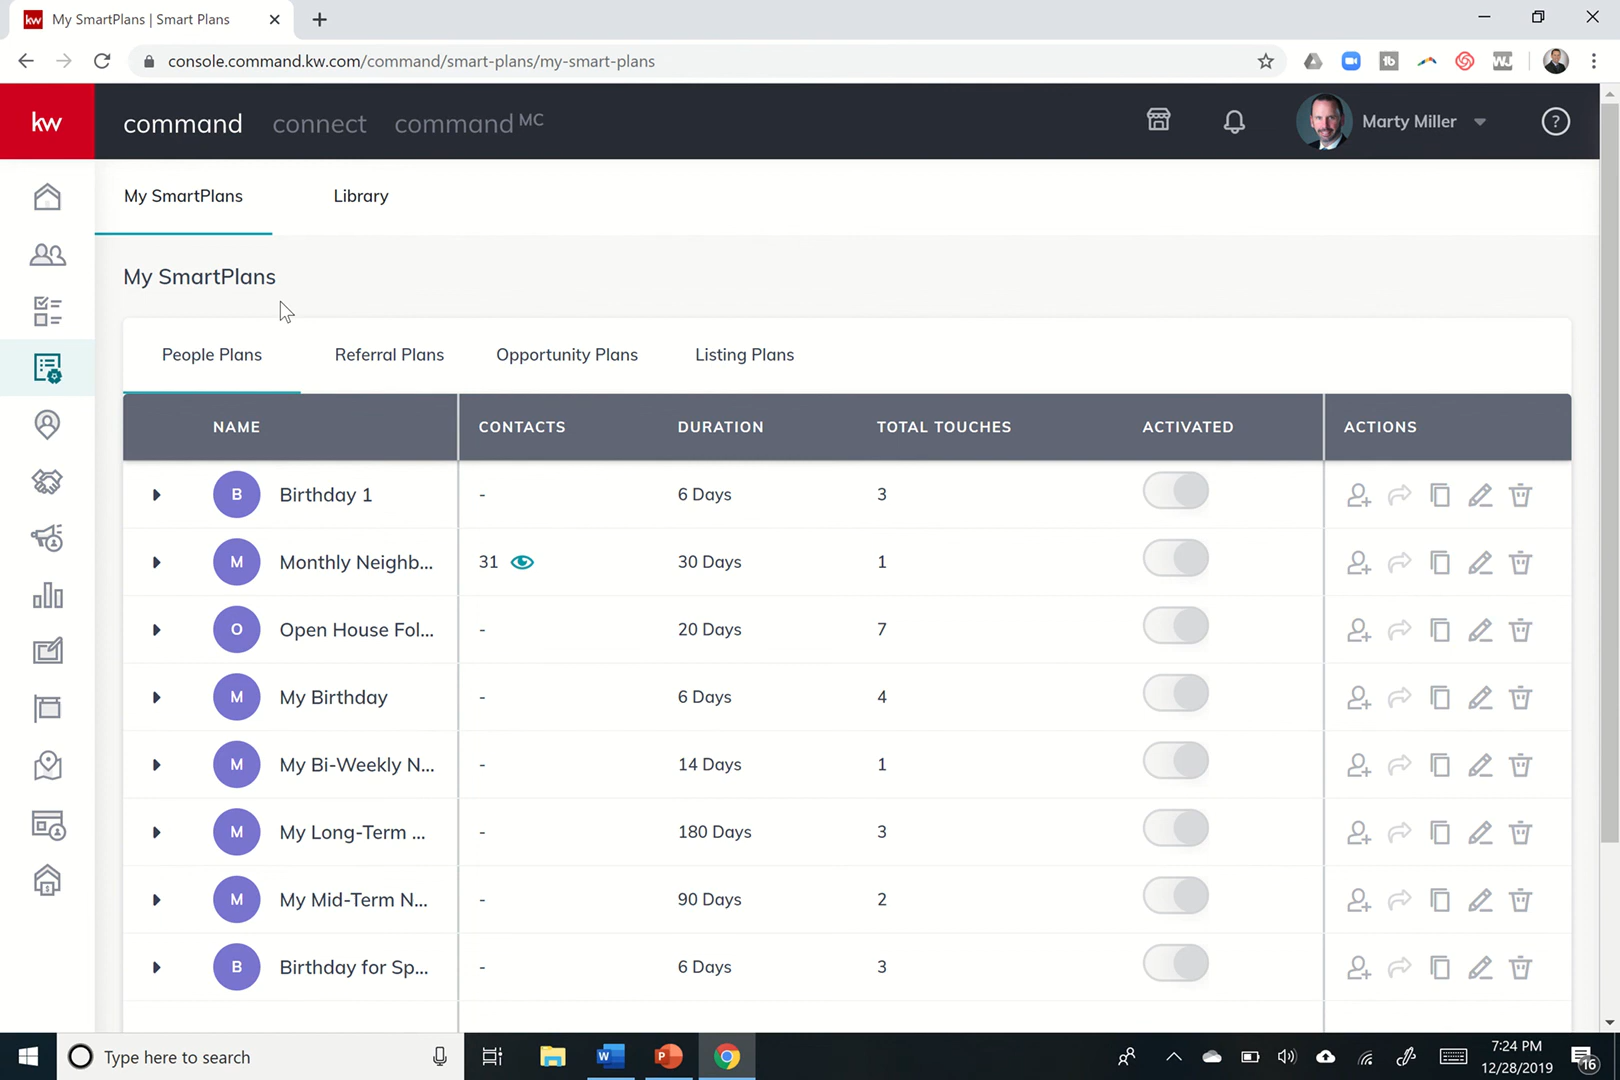 kw My SmartPlans | Smart Plans
console.command.kw.com/command/smart-plans/my-smart-plans
kw command connect command MC Marty Miller ?
My SmartPlans Library
My SmartPlans
People Plans Referral Plans Opportunity Plans Listing Plans
NAME CONTACTS DURATION TOTAL TOUCHES ACTIVATED ACTIONS
B Birthday 1 - 6 Days 3
M Monthly Neighb... 31 30 Days 1
O Open House Fol... - 20 Days 7
M My Birthday - 6 Days 4
M My Bi-Weekly N... - 14 Days 1
M My Long-Term ... - 180 Days 3
M My Mid-Term N... - 90 Days 2
B Birthday for Sp... - 6 Days 3
Type here to search
7:24 PM
12/28/2019
16